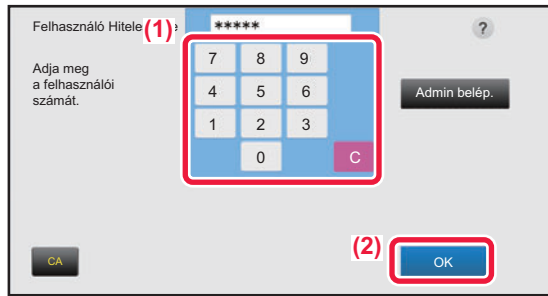 Felhasználó Hitele
(1)
*****
?
Adja meg
a felhasználói
számát.
7 8 9
4 5 6
1 2 3
0 C
Admin belép.
(2)
CA
OK